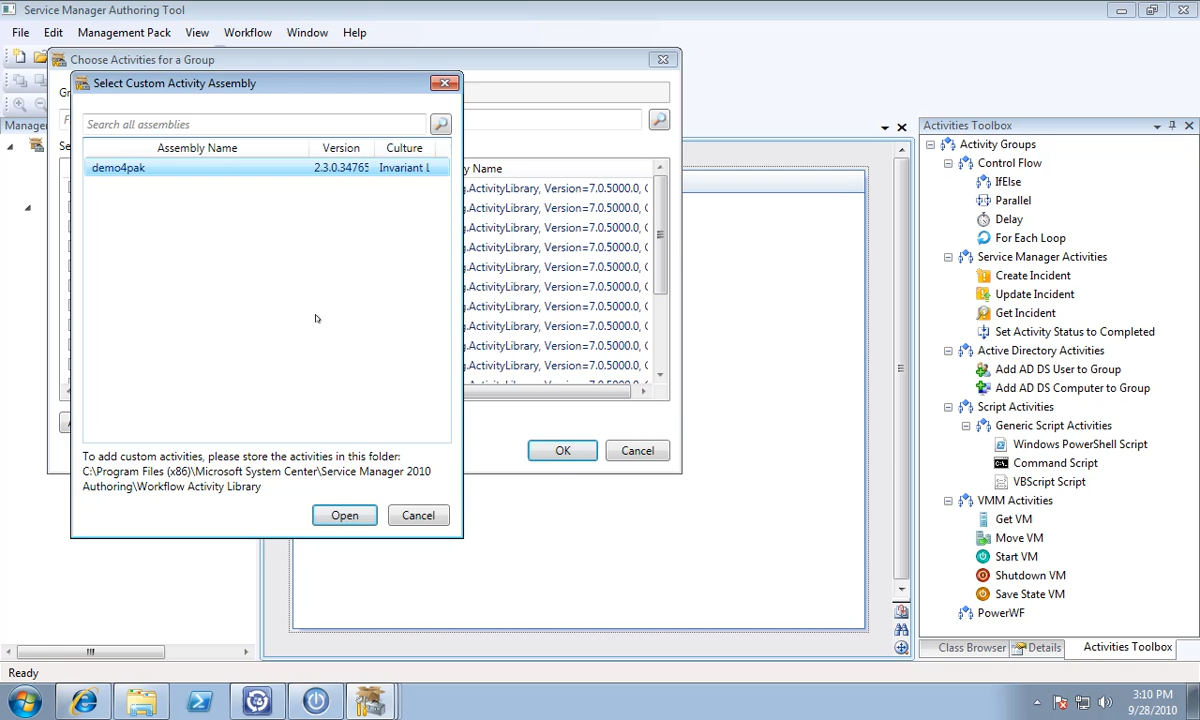 Service Manager Authoring Tool
File Edit Management Pack View Workflow Window Help
Choose Activities for a Group
Select Custom Activity Assembly
Search all assemblies
Assembly Name Version Culture
demo4pak 2.3.0.34765 Invariant L
To add custom activities, please store the activities in this folder:
C:\Program Files (x86)\Microsoft System Center\Service Manager 2010
Authoring\Workflow Activity Library
Open Cancel
y Name
g.ActivityLibrary, Version=7.0.5000.0, C
g.ActivityLibrary, Version=7.0.5000.0, C
g.ActivityLibrary, Version=7.0.5000.0, C
g.ActivityLibrary, Version=7.0.5000.0, C
g.ActivityLibrary, Version=7.0.5000.0, C
g.ActivityLibrary, Version=7.0.5000.0, C
g.ActivityLibrary, Version=7.0.5000.0, C
g.ActivityLibrary, Version=7.0.5000.0, C
g.ActivityLibrary, Version=7.0.5000.0, C
g.ActivityLibrary, Version=7.0.5000.0, C
OK Cancel
Manage
Activities Toolbox
Activity Groups
Control Flow
IfElse
Parallel
Delay
For Each Loop
Service Manager Activities
Create Incident
Update Incident
Get Incident
Set Activity Status to Completed
Active Directory Activities
Add AD DS User to Group
Add AD DS Computer to Group
Script Activities
Generic Script Activities
Windows PowerShell Script
Command Script
VBScript Script
VMM Activities
Get VM
Move VM
Start VM
Shutdown VM
Save State VM
PowerWF
Class Browser Details Activities Toolbox
Ready
3:10 PM
9/28/2010